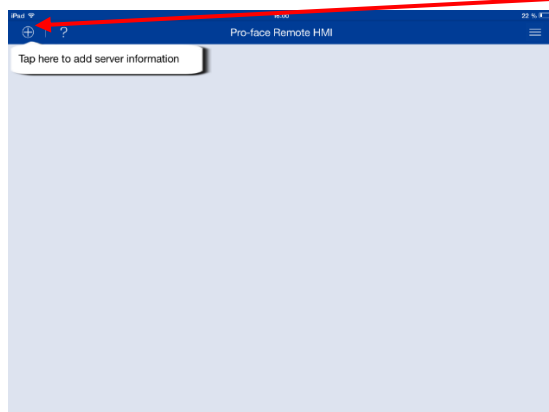 iPad
22 %
? Pro-face Remote HMI
Tap here to add server information